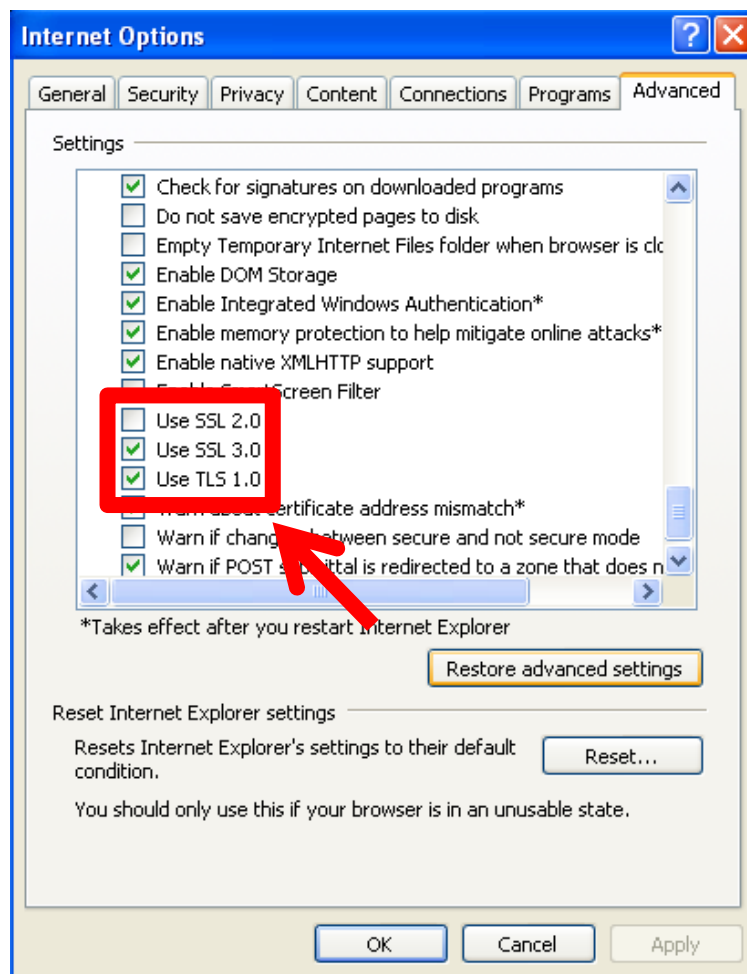 Internet Options
General Security Privacy Content Connections Programs Advanced
Settings
Check for signatures on downloaded programs
Do not save encrypted pages to disk
Empty Temporary Internet Files folder when browser is clo
Enable DOM Storage
Enable Integrated Windows Authentication*
Enable memory protection to help mitigate online attacks*
Enable native XMLHTTP support
Screen Filter
Use SSL 2.0
Use SSL 3.0
Use TLS 1.0
certificate address mismatch*
Warn if between secure and not secure mode
Warn if POST is redirected to a zone that does n
*Takes effect after you restart Internet Explorer
Restore advanced settings
Reset Internet Explorer settings
Resets Internet Explorer's settings to their default
condition.
Reset...
You should only use this if your browser is in an unusable state.
OK Cancel Apply